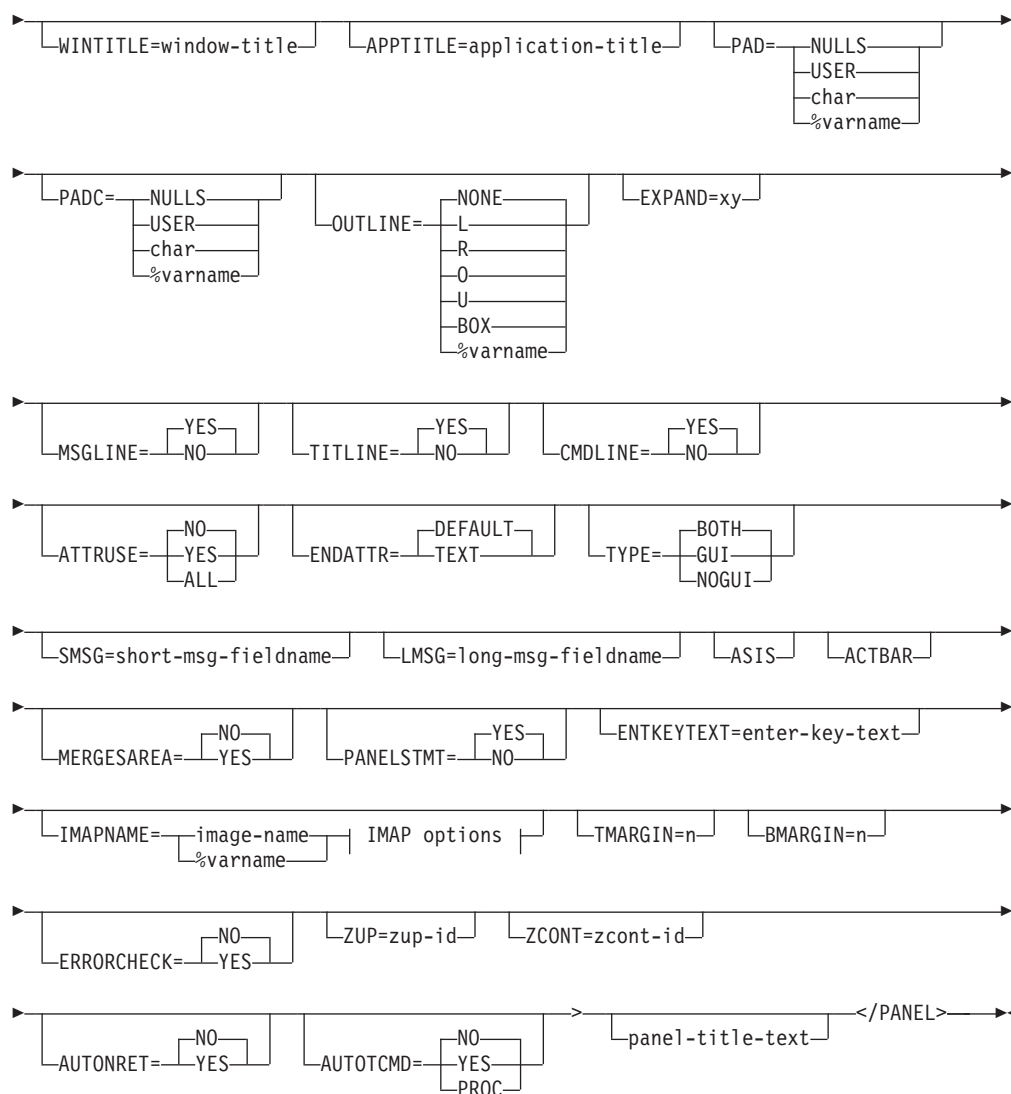 WINTITLE=window-title APPTITLE=application-title PAD= NULLS
USER
char
%varname
PADC= NULLS
USER
char
%varname
OUTLINE= NONE
L
R
O
U
BOX
%varname
EXPAND=xy
MSGLINE= YES
NO
TITLINE= YES
NO
CMDLINE= YES
NO
ATTRUSE= NO
YES
ALL
ENDATTR= DEFAULT
TEXT
TYPE= BOTH
GUI
NOGUI
SMSG=short-msg-fieldname LMSG=long-msg-fieldname ASIS ACTBAR
MERGESAREA= NO
YES
PANELSTMT= YES
NO
ENTKEYTEXT=enter-key-text
IMAPNAME= image-name
%varname
IMAP options TMARGIN=n BMARGIN=n
ERRORCHECK= NO
YES
ZUP=zup-id ZCONT=zcont-id
AUTONRET= NO
YES
AUTOTCMD= NO
YES
PROC
> panel-title-text </PANEL>